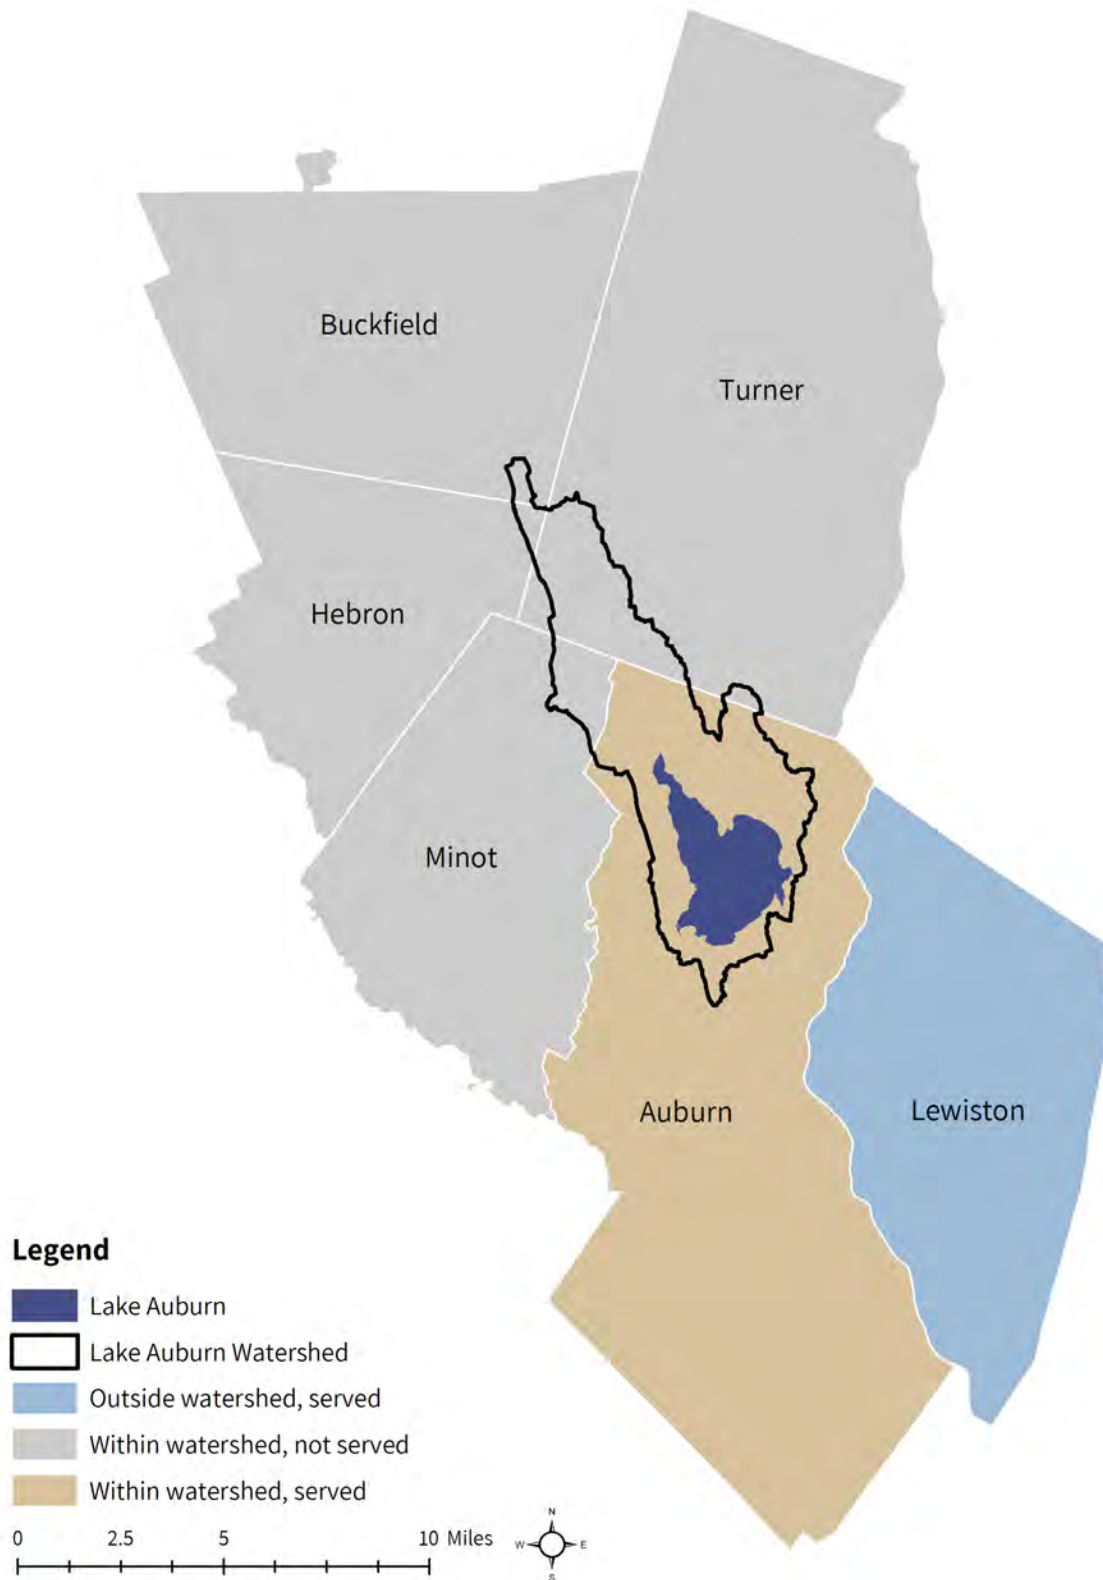 Buckfield
Turner
Hebron
Minot
Auburn
Lewiston
Legend
Lake Auburn
Lake Auburn Watershed
Outside watershed, served
Within watershed, not served
Within watershed, served
0 2.5 5 10 Miles
N
W E
S